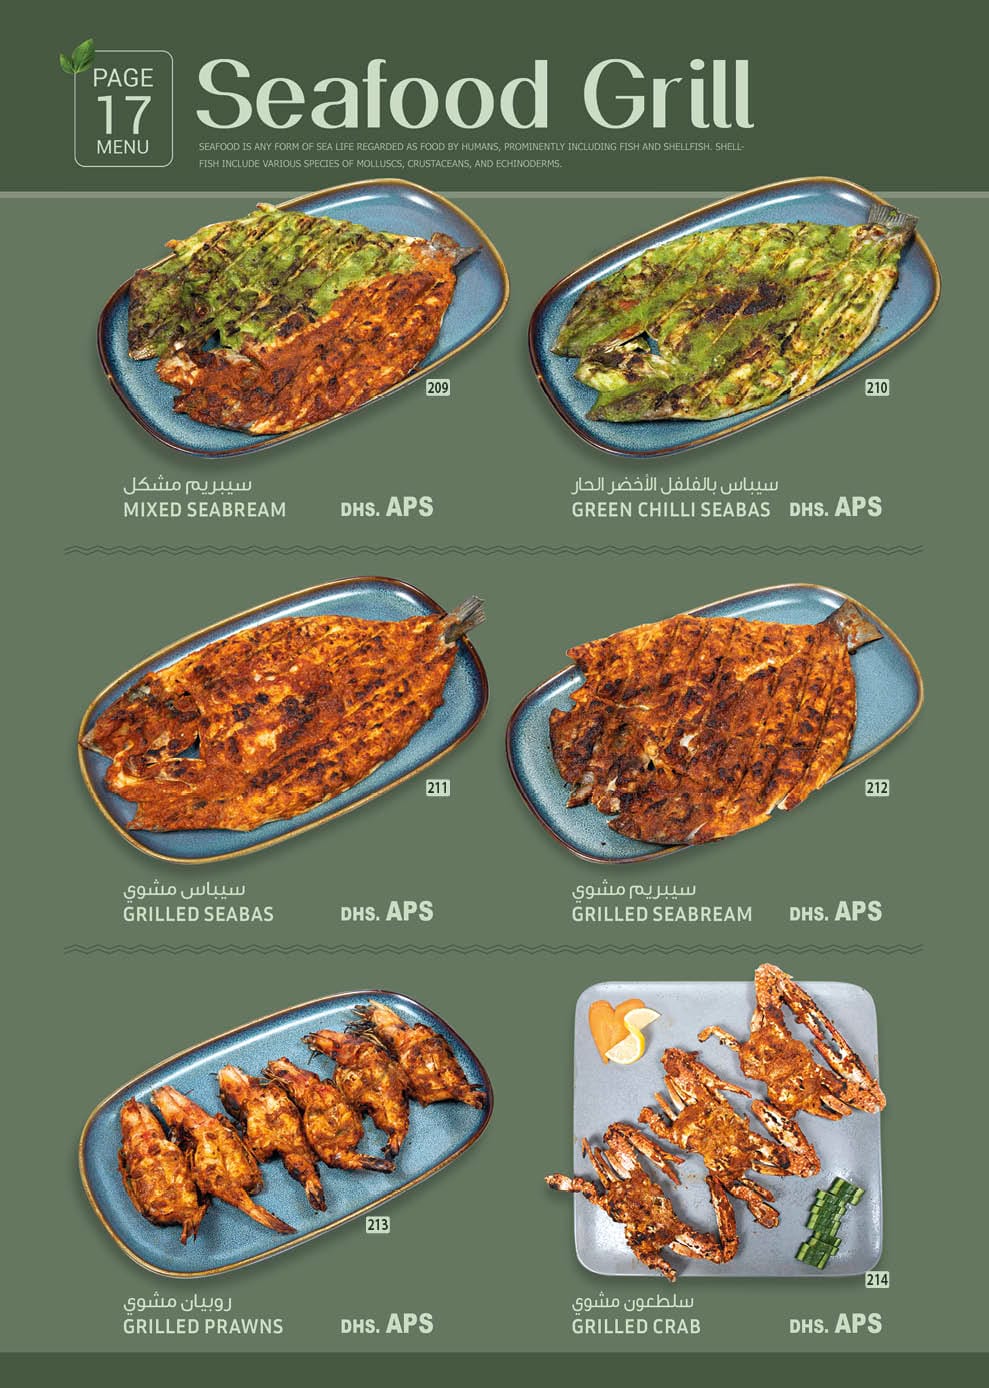 PAGE
17
MENU
Seafood Grill
SEAFOOD IS ANY FORM OF SEA LIFE REGARDED AS FOOD BY HUMANS, PROMINENTLY INCLUDING FISH AND SHELLFISH. SHELL-
FISH INCLUDE VARIOUS SPECIES OF MOLLUSCS, CRUSTACEANS, AND ECHINODERMS.
209
210
سيبريم مشكل
MIXED SEABREAM DHS. APS
سيباس بالفلفل الأخضر الحار
GREEN CHILLI SEABAS DHS. APS
211
212
سيباس مشوي
GRILLED SEABAS DHS. APS
سيبريم مشوي
GRILLED SEABREAM DHS. APS
213
214
روبيان مشوي
GRILLED PRAWNS DHS. APS
سلطعون مشوي
GRILLED CRAB DHS. APS